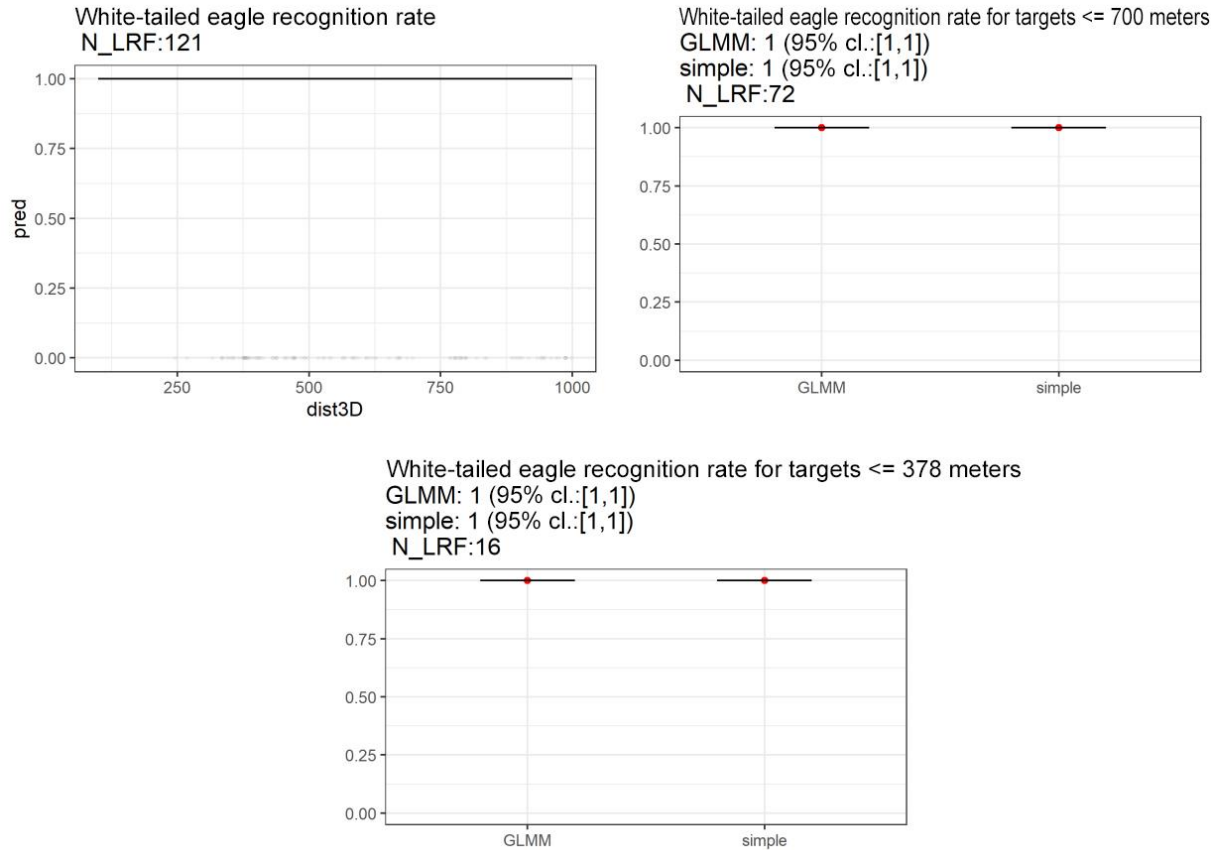 White-tailed eagle recognition rate
N_LRF:121
1.00
0.75
0.50
0.25
0.00
pred
250 500 750 1000
dist3D
White-tailed eagle recognition rate for targets <= 700 meters
GLMM: 1 (95% cl.:[1,1])
simple: 1 (95% cl.:[1,1])
N_LRF:72
1.00
0.75
0.50
0.25
0.00
GLMM simple
White-tailed eagle recognition rate for targets <= 378 meters
GLMM: 1 (95% cl.:[1,1])
simple: 1 (95% cl.:[1,1])
N_LRF:16
1.00
0.75
0.50
0.25
0.00
GLMM simple